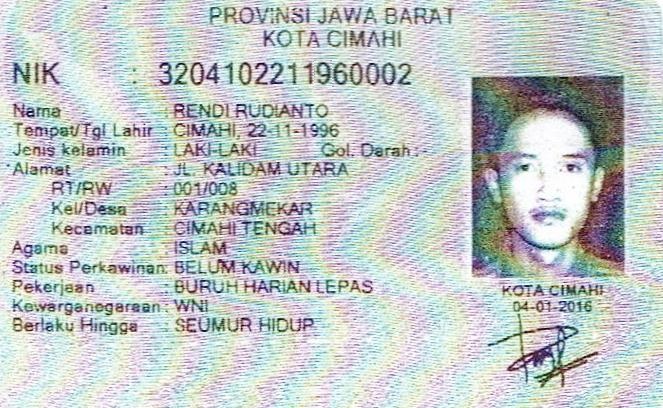 PROVINSI JAWA BARAT
KOTA CIMAHI
NIK : 3204102211960002
Nama : RENDI RUDIANTO
Tempat/Tgl Lahir : CIMAHI, 22-11-1996
Jenis kelamin : LAKI-LAKI Gol. Darah : -
Alamat : JL. KALIDAM UTARA
RT/RW : 001/008
Kel/Desa : KARANGMEKAR
Kecamatan : CIMAHI TENGAH
Agama : ISLAM
Status Perkawinan: BELUM KAWIN
Pekerjaan : BURUH HARIAN LEPAS
Kewarganegaraan : WNI
Berlaku Hingga : SEUMUR HIDUP
KOTA CIMAHI
04-01-2016